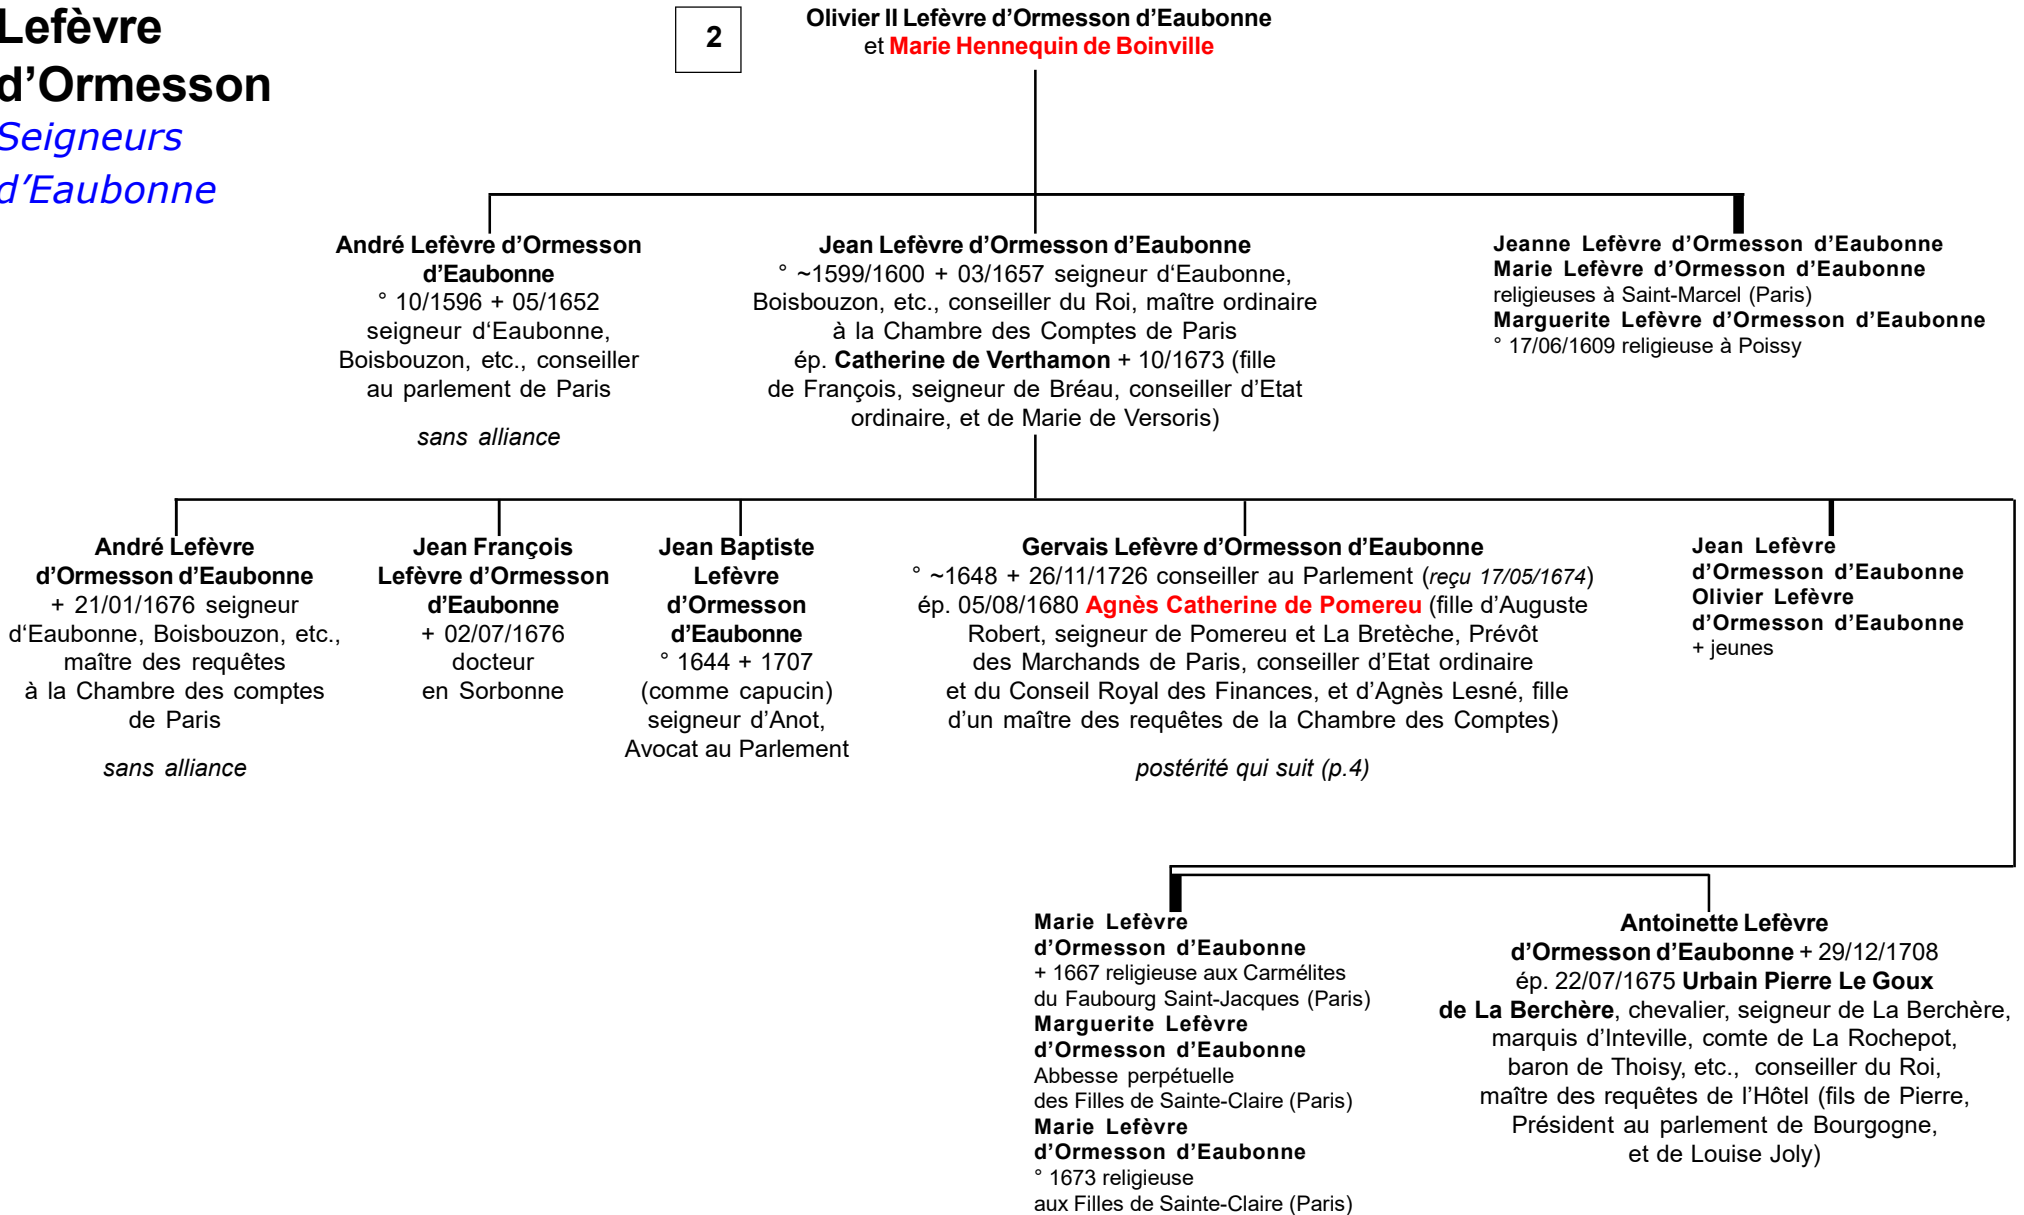 Lefèvre
d’Ormesson
Seigneurs
d’Eaubonne
2
Olivier II Lefèvre d’Ormesson d’Eaubonne
et Marie Hennequin de Boinville
André Lefèvre d’Ormesson
d’Eaubonne
° 10/1596 + 05/1652
seigneur d‘Eaubonne,
Boisbouzon, etc., conseiller
au parlement de Paris
sans alliance
Jean Lefèvre d’Ormesson d’Eaubonne
° ~1599/1600 + 03/1657 seigneur d‘Eaubonne,
Boisbouzon, etc., conseiller du Roi, maître ordinaire
à la Chambre des Comptes de Paris
ép. Catherine de Verthamon + 10/1673 (fille
de François, seigneur de Bréau, conseiller d’Etat
ordinaire, et de Marie de Versoris)
Jeanne Lefèvre d’Ormesson d’Eaubonne
Marie Lefèvre d’Ormesson d’Eaubonne
religieuses à Saint-Marcel (Paris)
Marguerite Lefèvre d’Ormesson d’Eaubonne
° 17/06/1609 religieuse à Poissy
André Lefèvre
d’Ormesson d’Eaubonne
+ 21/01/1676 seigneur
d‘Eaubonne, Boisbouzon, etc.,
maître des requêtes
à la Chambre des comptes
de Paris
sans alliance
Jean François
Lefèvre d’Ormesson
d’Eaubonne
+ 02/07/1676
docteur
en Sorbonne
Jean Baptiste
Lefèvre
d’Ormesson
d’Eaubonne
° 1644 + 1707
(comme capucin)
seigneur d’Anot,
Avocat au Parlement
Gervais Lefèvre d’Ormesson d’Eaubonne
° ~1648 + 26/11/1726 conseiller au Parlement (reçu 17/05/1674)
ép. 05/08/1680 Agnès Catherine de Pomereu (fille d’Auguste
Robert, seigneur de Pomereu et La Bretèche, Prévôt
des Marchands de Paris, conseiller d’Etat ordinaire
et du Conseil Royal des Finances, et d’Agnès Lesné, fille
d’un maître des requêtes de la Chambre des Comptes)
postérité qui suit (p.4)
Jean Lefèvre
d’Ormesson d’Eaubonne
Olivier Lefèvre
d’Ormesson d’Eaubonne
+ jeunes
Marie Lefèvre
d’Ormesson d’Eaubonne
+ 1667 religieuse aux Carmélites
du Faubourg Saint-Jacques (Paris)
Marguerite Lefèvre
d’Ormesson d’Eaubonne
Abbesse perpétuelle
des Filles de Sainte-Claire (Paris)
Marie Lefèvre
d’Ormesson d’Eaubonne
° 1673 religieuse
aux Filles de Sainte-Claire (Paris)
Antoinette Lefèvre
d’Ormesson d’Eaubonne + 29/12/1708
ép. 22/07/1675 Urbain Pierre Le Goux
de La Berchère, chevalier, seigneur de La Berchère,
marquis d’Inteville, comte de La Rochepot,
baron de Thoisy, etc., conseiller du Roi,
maître des requêtes de l’Hôtel (fils de Pierre,
Président au parlement de Bourgogne,
et de Louise Joly)